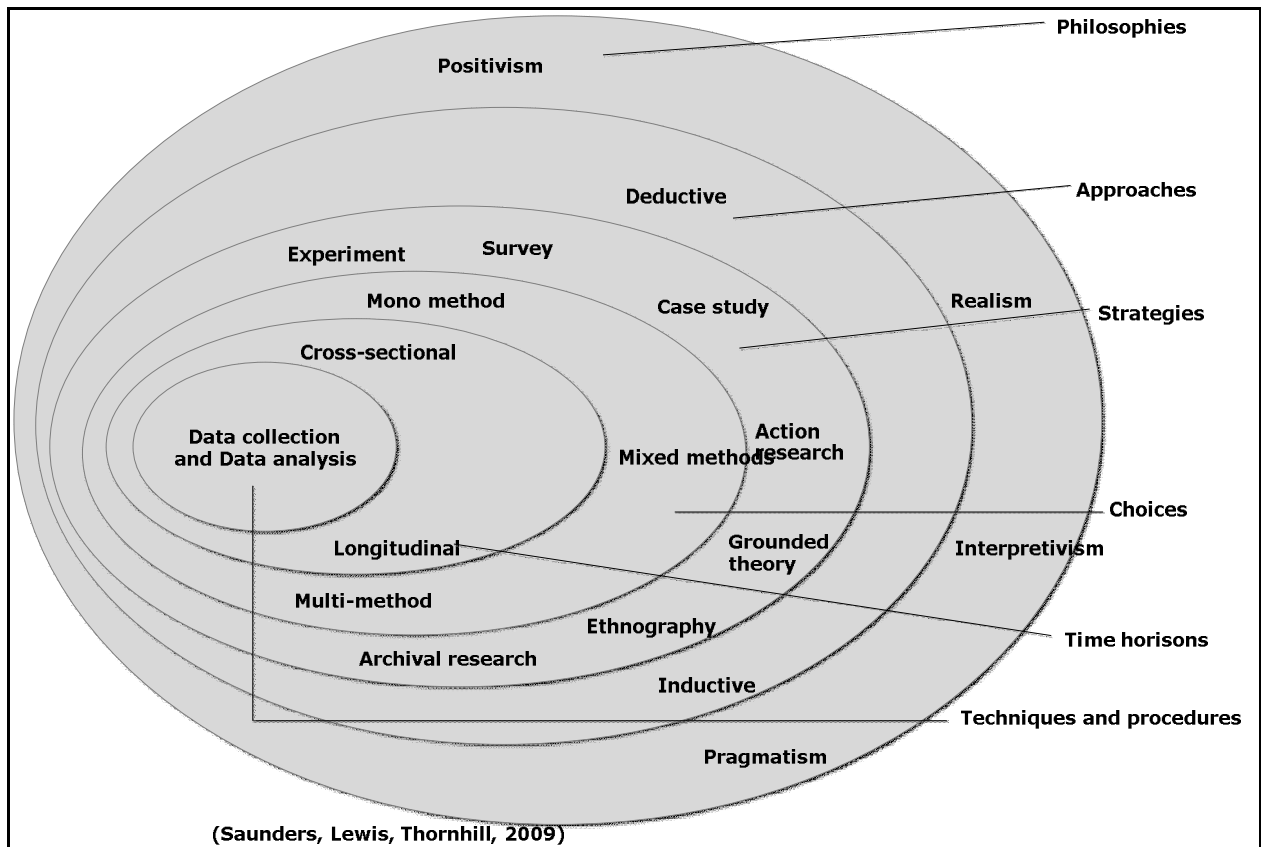 Philosophies
Positivism
Approaches
Deductive
Survey
Experiment
Mono method
Case study
Realism
Strategies
Cross-sectional
Data collection
and Data analysis
Action
research
Mixed methods
Choices
Longitudinal
Grounded
theory
Interpretivism
Multi-method
Ethnography
Time horisons
Archival research
Inductive
Techniques and procedures
Pragmatism
(Saunders, Lewis, Thornhill, 2009)